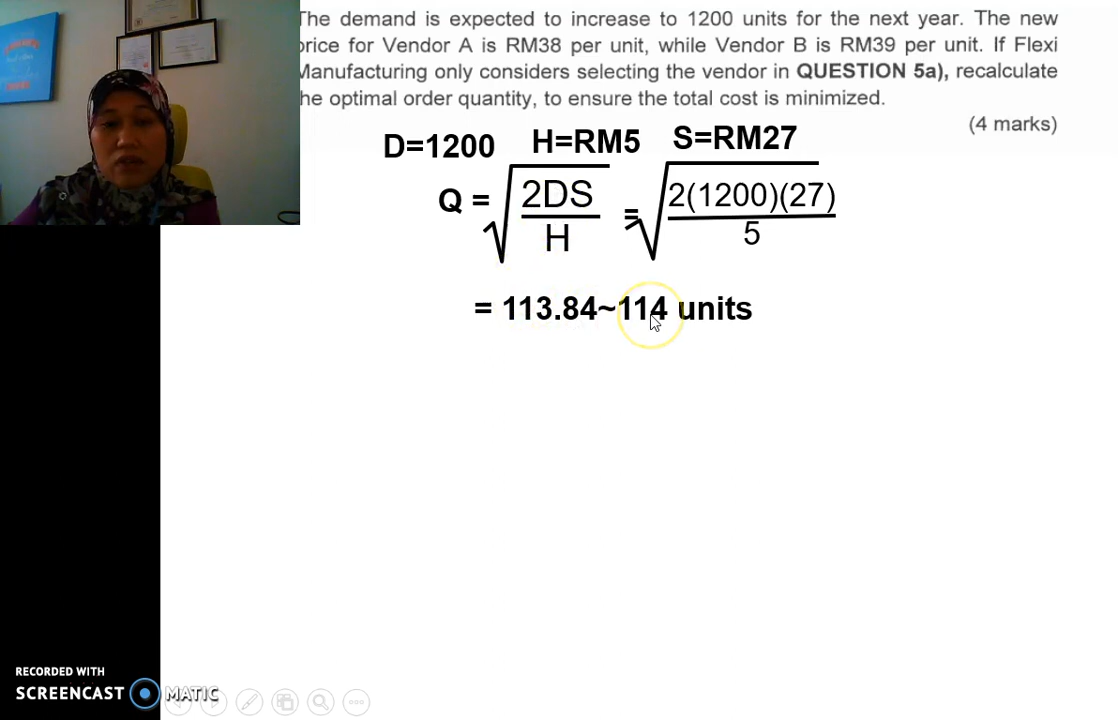 The demand is expected to increase to 1200 units for the next year. The new
price for Vendor A is RM38 per unit, while Vendor B is RM39 per unit. If Flexi
Manufacturing only considers selecting the vendor in QUESTION 5a), recalculate
the optimal order quantity, to ensure the total cost is minimized.
(4 marks)
D=1200 H=RM5 S=RM27
Q = √ 2DS / H = √ 2(1200)(27) / 5
= 113.84~114 units
RECORDED WITH
SCREENCAST MATIC